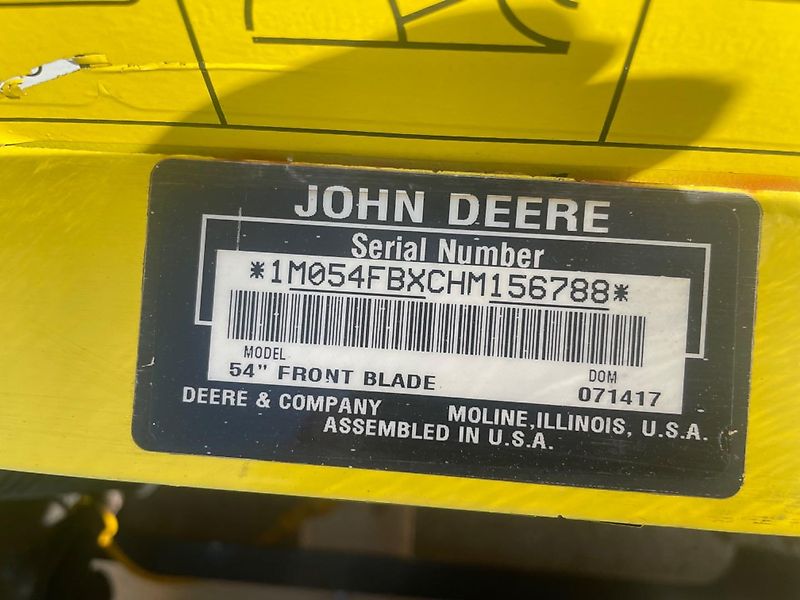 JOHN DEERE
Serial Number
*1M054FBXCHM156788*
MODEL
DOM
54" FRONT BLADE
071417
DEERE & COMPANY
MOLINE, ILLINOIS, U.S.A.
ASSEMBLED IN U.S.A.